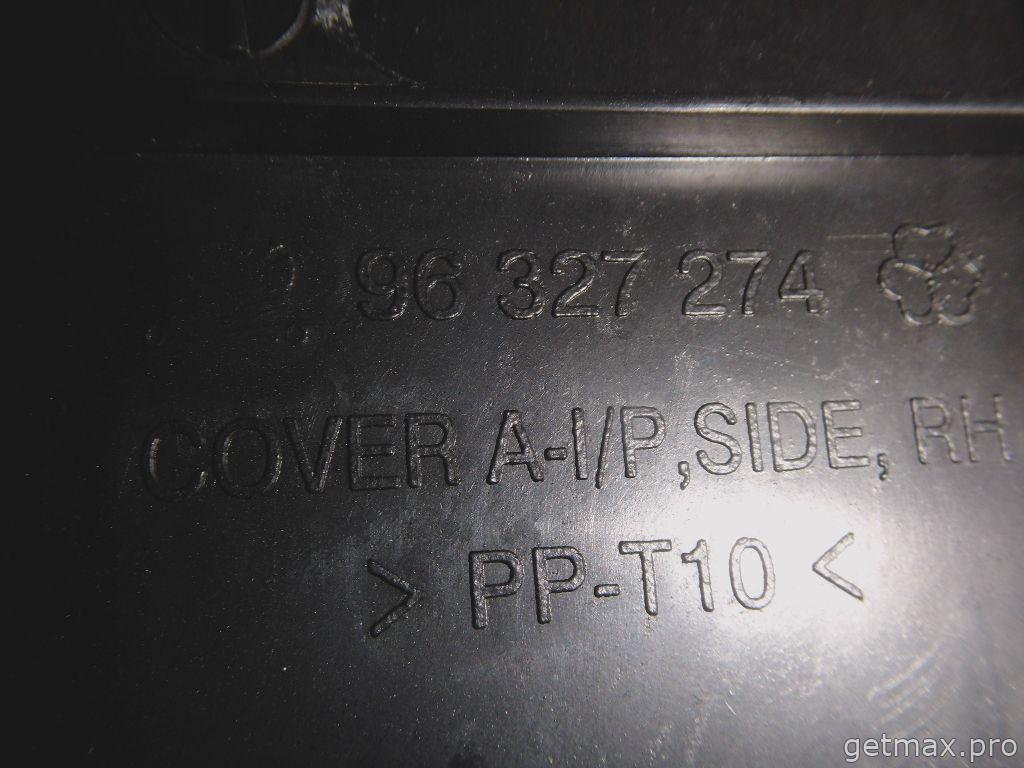 96 327 274
COVER A-I/P, SIDE, RH
> PP-T10 <
getmax.pro